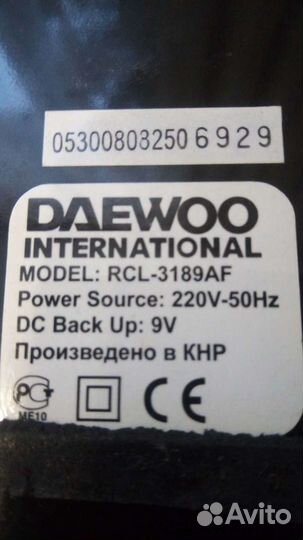 05300803250 6929
DAEWOO
INTERNATIONAL
MODEL: RCL-3189AF
Power Source: 220V-50Hz
DC Back Up: 9V
Произведено в КНР
РСТ
CE
ME10
Avito